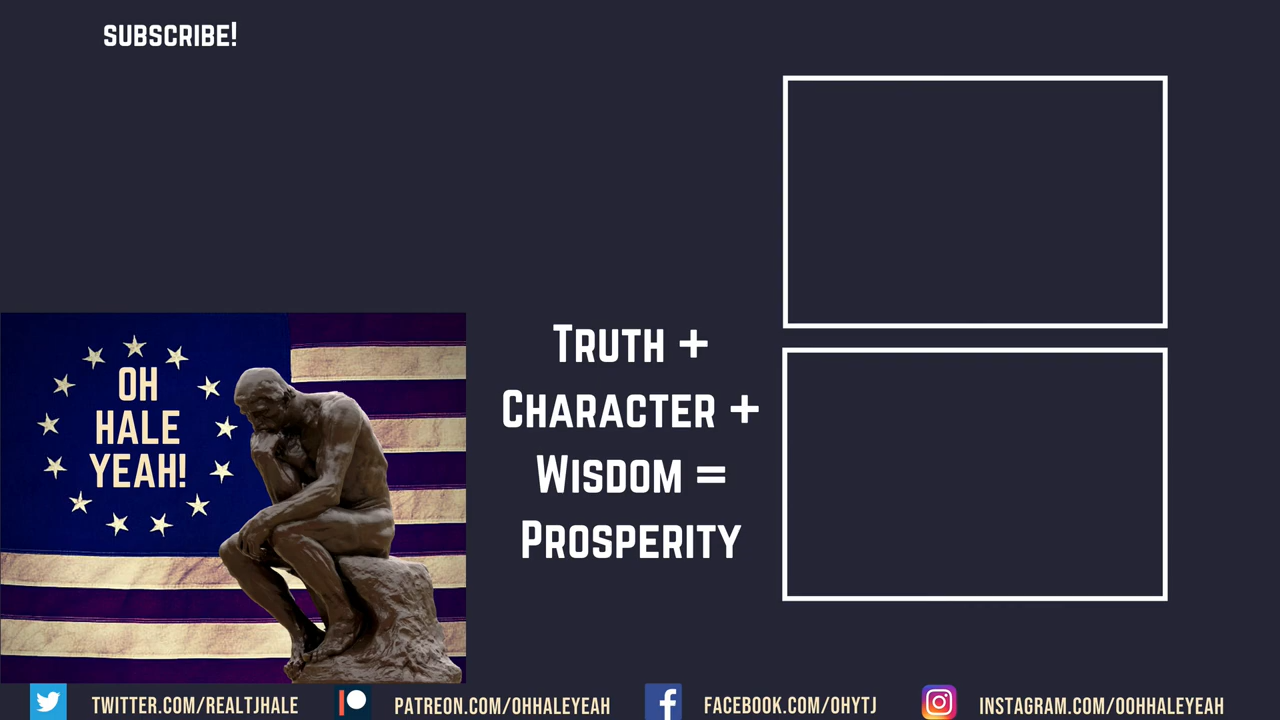 SUBSCRIBE!
OH
HALE
YEAH!
TRUTH +
CHARACTER +
WISDOM =
PROSPERITY
TWITTER.COM/REALTJHALE
PATREON.COM/OHHALEYEAH
FACEBOOK.COM/OHYTJ
INSTAGRAM.COM/OOHHALEYEAH